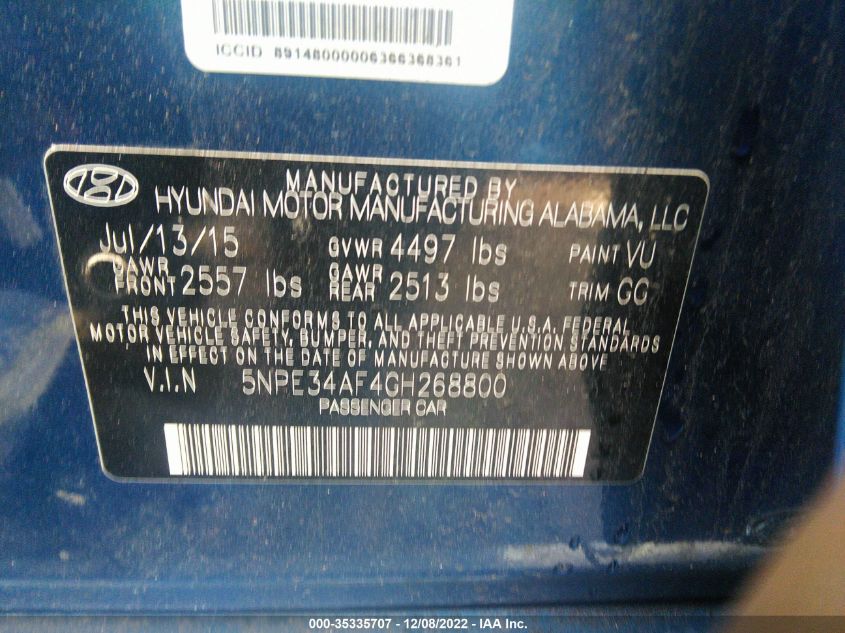 ICCID 89148000006366368361
MANUFACTURED BY
HYUNDAI MOTOR MANUFACTURING ALABAMA, LLC
Jul/13/15 GVWR 4497 lbs PAINT VU
GAWR FRONT 2557 lbs GAWR REAR 2513 lbs TRIM GG
THIS VEHICLE CONFORMS TO ALL APPLICABLE U.S.A. FEDERAL
MOTOR VEHICLE SAFETY, BUMPER, AND THEFT PREVENTION STANDARDS
IN EFFECT ON THE DATE OF MANUFACTURE SHOWN ABOVE.
V.I.N 5NPE34AF4GH268800
PASSENGER CAR
000-35335707 - 12/08/2022 - IAA Inc.